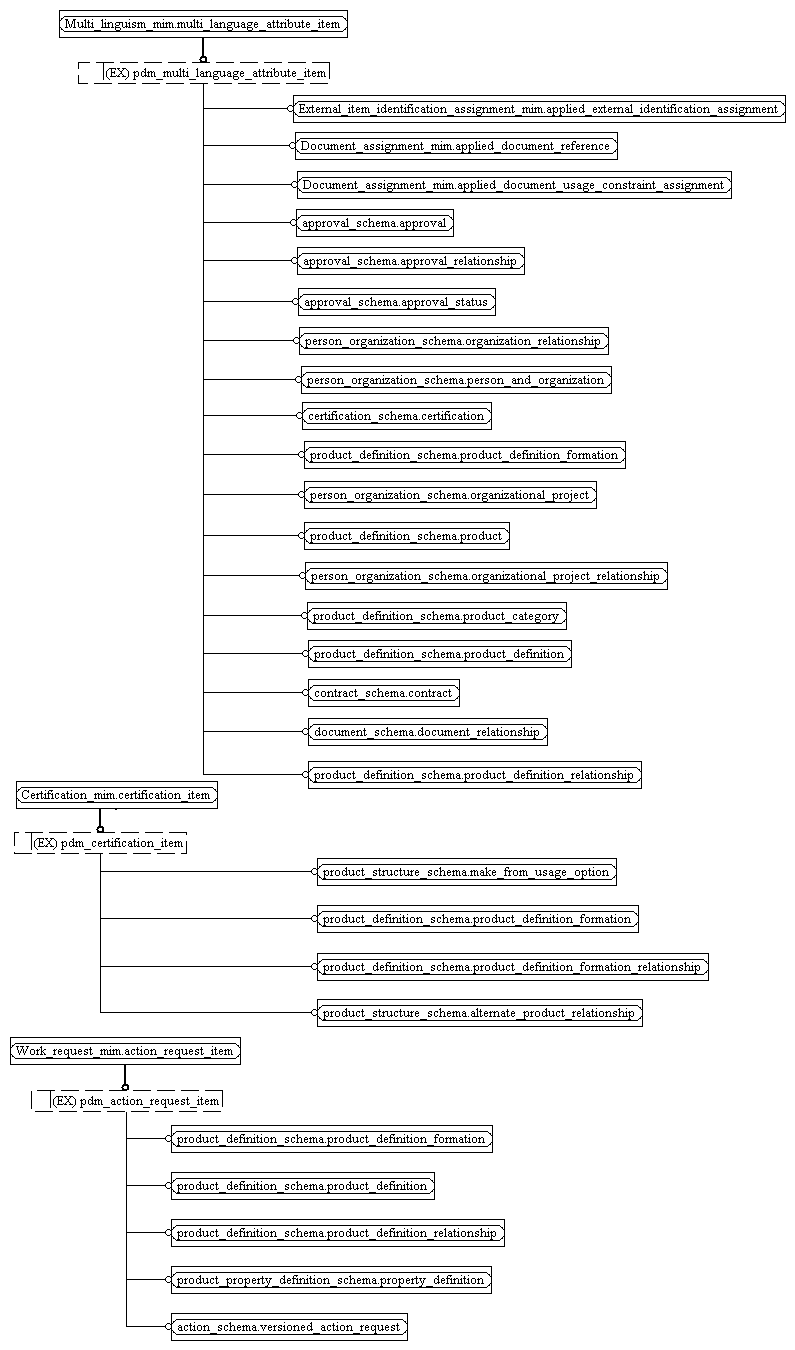 Multi_linguism_mim.multi_language_attribute_item
(EX) pdm_multi_language_attribute_item
External_item_identification_assignment_mim.applied_external_identification_assignment
Document_assignment_mim.applied_document_reference
Document_assignment_mim.applied_document_usage_constraint_assignment
approval_schema.approval
approval_schema.approval_relationship
approval_schema.approval_status
person_organization_schema.organization_relationship
person_organization_schema.person_and_organization
certification_schema.certification
product_definition_schema.product_definition_formation
person_organization_schema.organizational_project
product_definition_schema.product
person_organization_schema.organizational_project_relationship
product_definition_schema.product_category
product_definition_schema.product_definition
contract_schema.contract
document_schema.document_relationship
product_definition_schema.product_definition_relationship
Certification_mim.certification_item
(EX) pdm_certification_item
product_structure_schema.make_from_usage_option
product_definition_schema.product_definition_formation
product_definition_schema.product_definition_formation_relationship
product_structure_schema.alternate_product_relationship
Work_request_mim.action_request_item
(EX) pdm_action_request_item
product_definition_schema.product_definition_formation
product_definition_schema.product_definition
product_definition_schema.product_definition_relationship
product_property_definition_schema.property_definition
action_schema.versioned_action_request